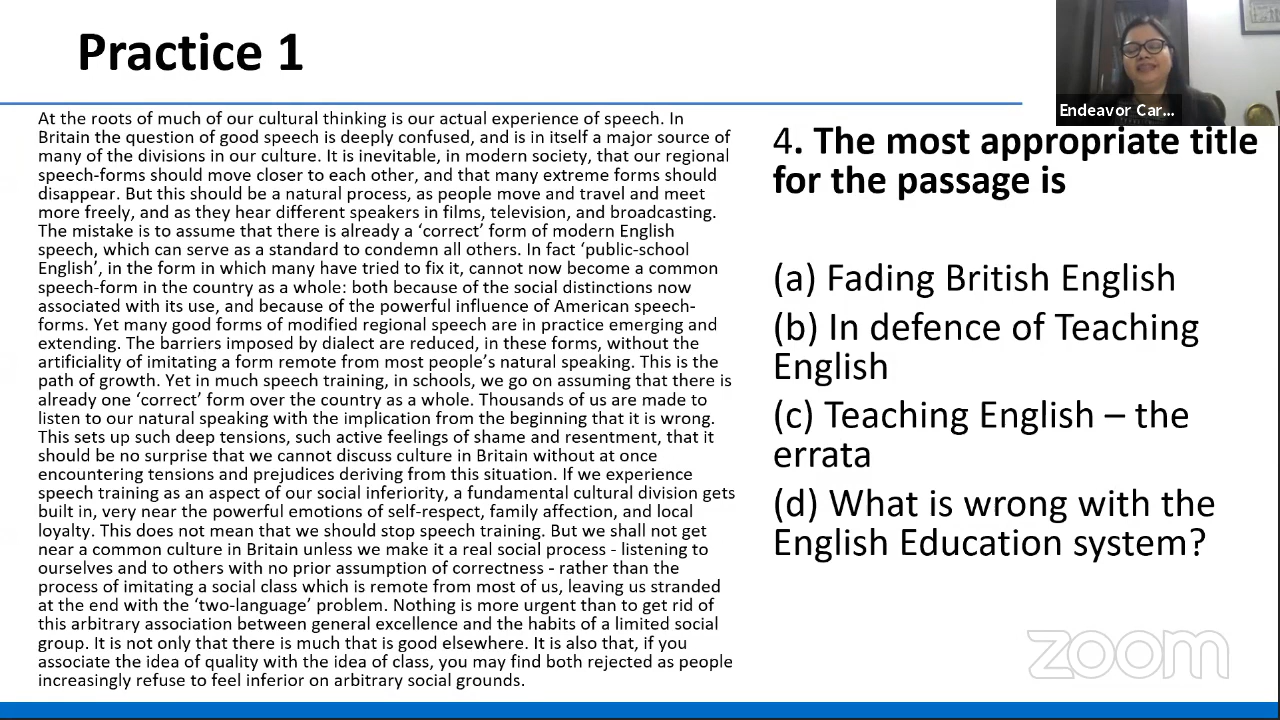 Practice 1
Endeavor Car...
At the roots of much of our cultural thinking is our actual experience of speech. In
Britain the question of good speech is deeply confused, and is in itself a major source of
many of the divisions in our culture. It is inevitable, in modern society, that our regional
speech-forms should move closer to each other, and that many extreme forms should
disappear. But this should be a natural process, as people move and travel and meet
more freely, and as they hear different speakers in films, television, and broadcasting.
The mistake is to assume that there is already a ‘correct’ form of modern English
speech, which can serve as a standard to condemn all others. In fact ‘public-school
English’, in the form in which many have tried to fix it, cannot now become a common
speech-form in the country as a whole: both because of the social distinctions now
associated with its use, and because of the powerful influence of American speech-
forms. Yet many good forms of modified regional speech are in practice emerging and
extending. The barriers imposed by dialect are reduced, in these forms, without the
artificiality of imitating a form remote from most people’s natural speaking. This is the
path of growth. Yet in much speech training, in schools, we go on assuming that there is
already one ‘correct’ form over the country as a whole. Thousands of us are made to
listen to our natural speaking with the implication from the beginning that it is wrong.
This sets up such deep tensions, such active feelings of shame and resentment, that it
should be no surprise that we cannot discuss culture in Britain without at once
encountering tensions and prejudices deriving from this situation. If we experience
speech training as an aspect of our social inferiority, a fundamental cultural division gets
built in, very near the powerful emotions of self-respect, family affection, and local
loyalty. This does not mean that we should stop speech training. But we shall not get
near a common culture in Britain unless we make it a real social process - listening to
ourselves and to others with no prior assumption of correctness - rather than the
process of imitating a social class which is remote from most of us, leaving us stranded
at the end with the ‘two-language’ problem. Nothing is more urgent than to get rid of
this arbitrary association between general excellence and the habits of a limited social
group. It is not only that there is much that is good elsewhere. It is also that, if you
associate the idea of quality with the idea of class, you may find both rejected as people
increasingly refuse to feel inferior on arbitrary social grounds.
4. The most appropriate title
for the passage is
(a) Fading British English
(b) In defence of Teaching
English
(c) Teaching English – the
errata
(d) What is wrong with the
English Education system?
zoom